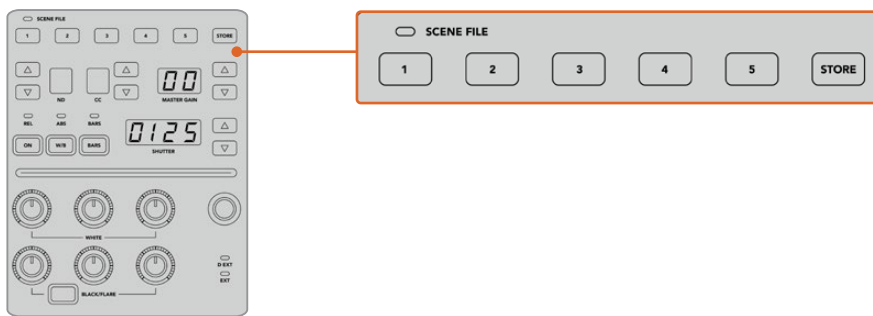 SCENE FILE
1 2 3 4 5 STORE
ND CC 00 MASTER GAIN
REL ABS BARS
ON W/B BARS
0125
SHUTTER
WHITE
D-EXT
EXT
BLACK/FLARE
SCENE FILE
1 2 3 4 5 STORE